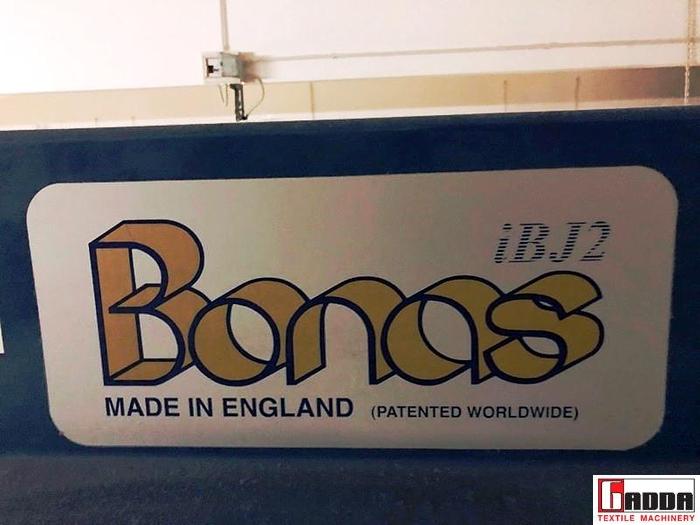 iBJ2
Bonas
MADE IN ENGLAND (PATENTED WORLDWIDE)
GADDA
TEXTILE MACHINERY